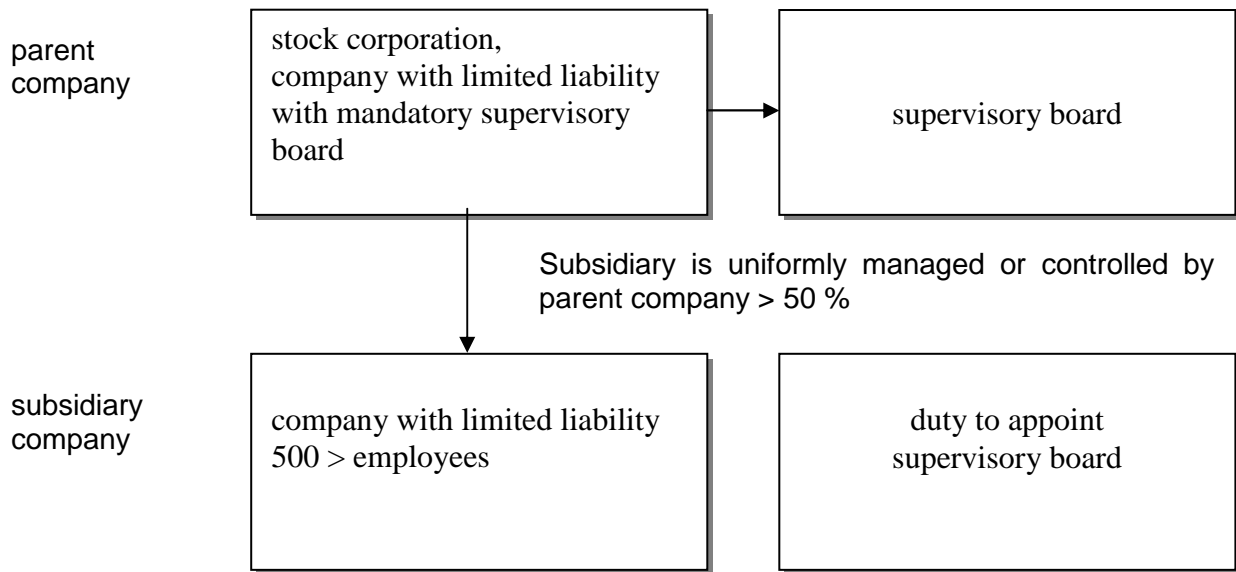 parent
company
stock corporation,
company with limited liability
with mandatory supervisory
board
supervisory board
Subsidiary is uniformly managed or controlled by
parent company > 50 %
subsidiary
company
company with limited liability
500 > employees
duty to appoint
supervisory board